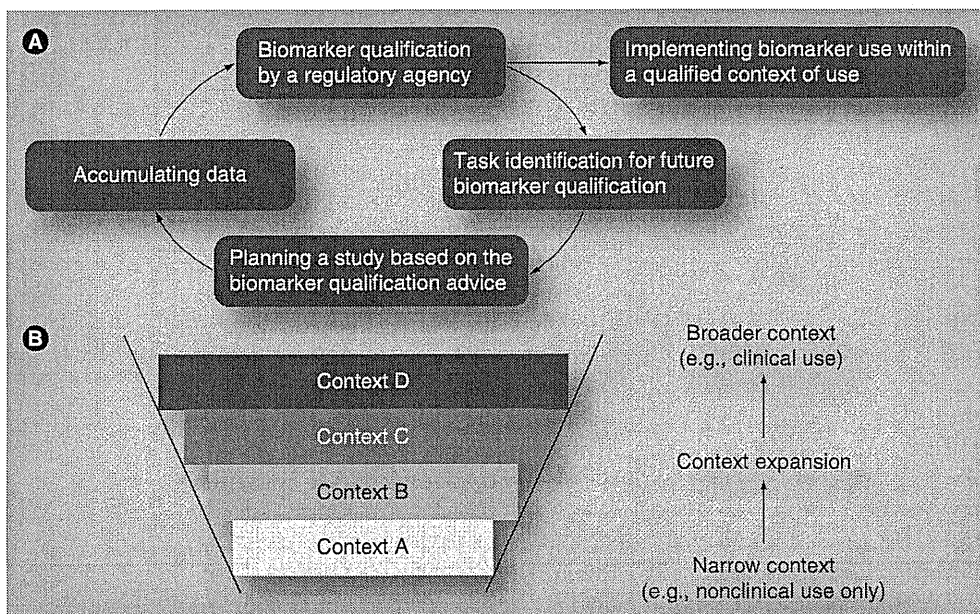 A
Biomarker qualification
by a regulatory agency
Implementing biomarker use within
a qualified context of use
Accumulating data
Task identification for future
biomarker qualification
Planning a study based on the
biomarker qualification advice
B
Context D
Context C
Context B
Context A
Broader context
(e.g., clinical use)
Context expansion
Narrow context
(e.g., nonclinical use only)